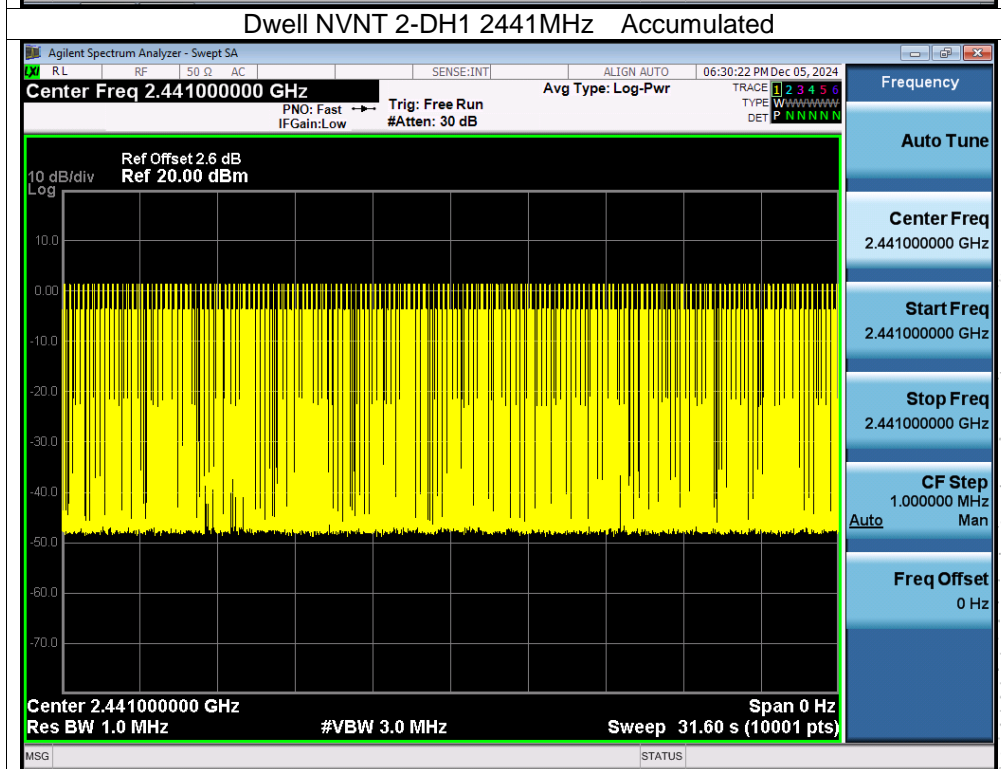 Dwell NVNT 2-DH1 2441MHz Accumulated
Agilent Spectrum Analyzer - Swept SA
LXI RL RF 50 Ω AC SENSE:INT ALIGN AUTO 06:30:22 PM Dec 05, 2024
Center Freq 2.441000000 GHz
PNO: Fast
IFGain:Low
Trig: Free Run
#Atten: 30 dB
Avg Type: Log-Pwr
TRACE 1 2 3 4 5 6
TYPE WWWWWWW
DET P N N N N N
Ref Offset 2.6 dB
10 dB/div Ref 20.00 dBm
Log
10.0
0.00
-10.0
-20.0
-30.0
-40.0
-50.0
-60.0
-70.0
Center 2.441000000 GHz Span 0 Hz
Res BW 1.0 MHz #VBW 3.0 MHz Sweep 31.60 s (10001 pts)
MSG STATUS
Frequency
Auto Tune
Center Freq
2.441000000 GHz
Start Freq
2.441000000 GHz
Stop Freq
2.441000000 GHz
CF Step
1.000000 MHz
Auto Man
Freq Offset
0 Hz